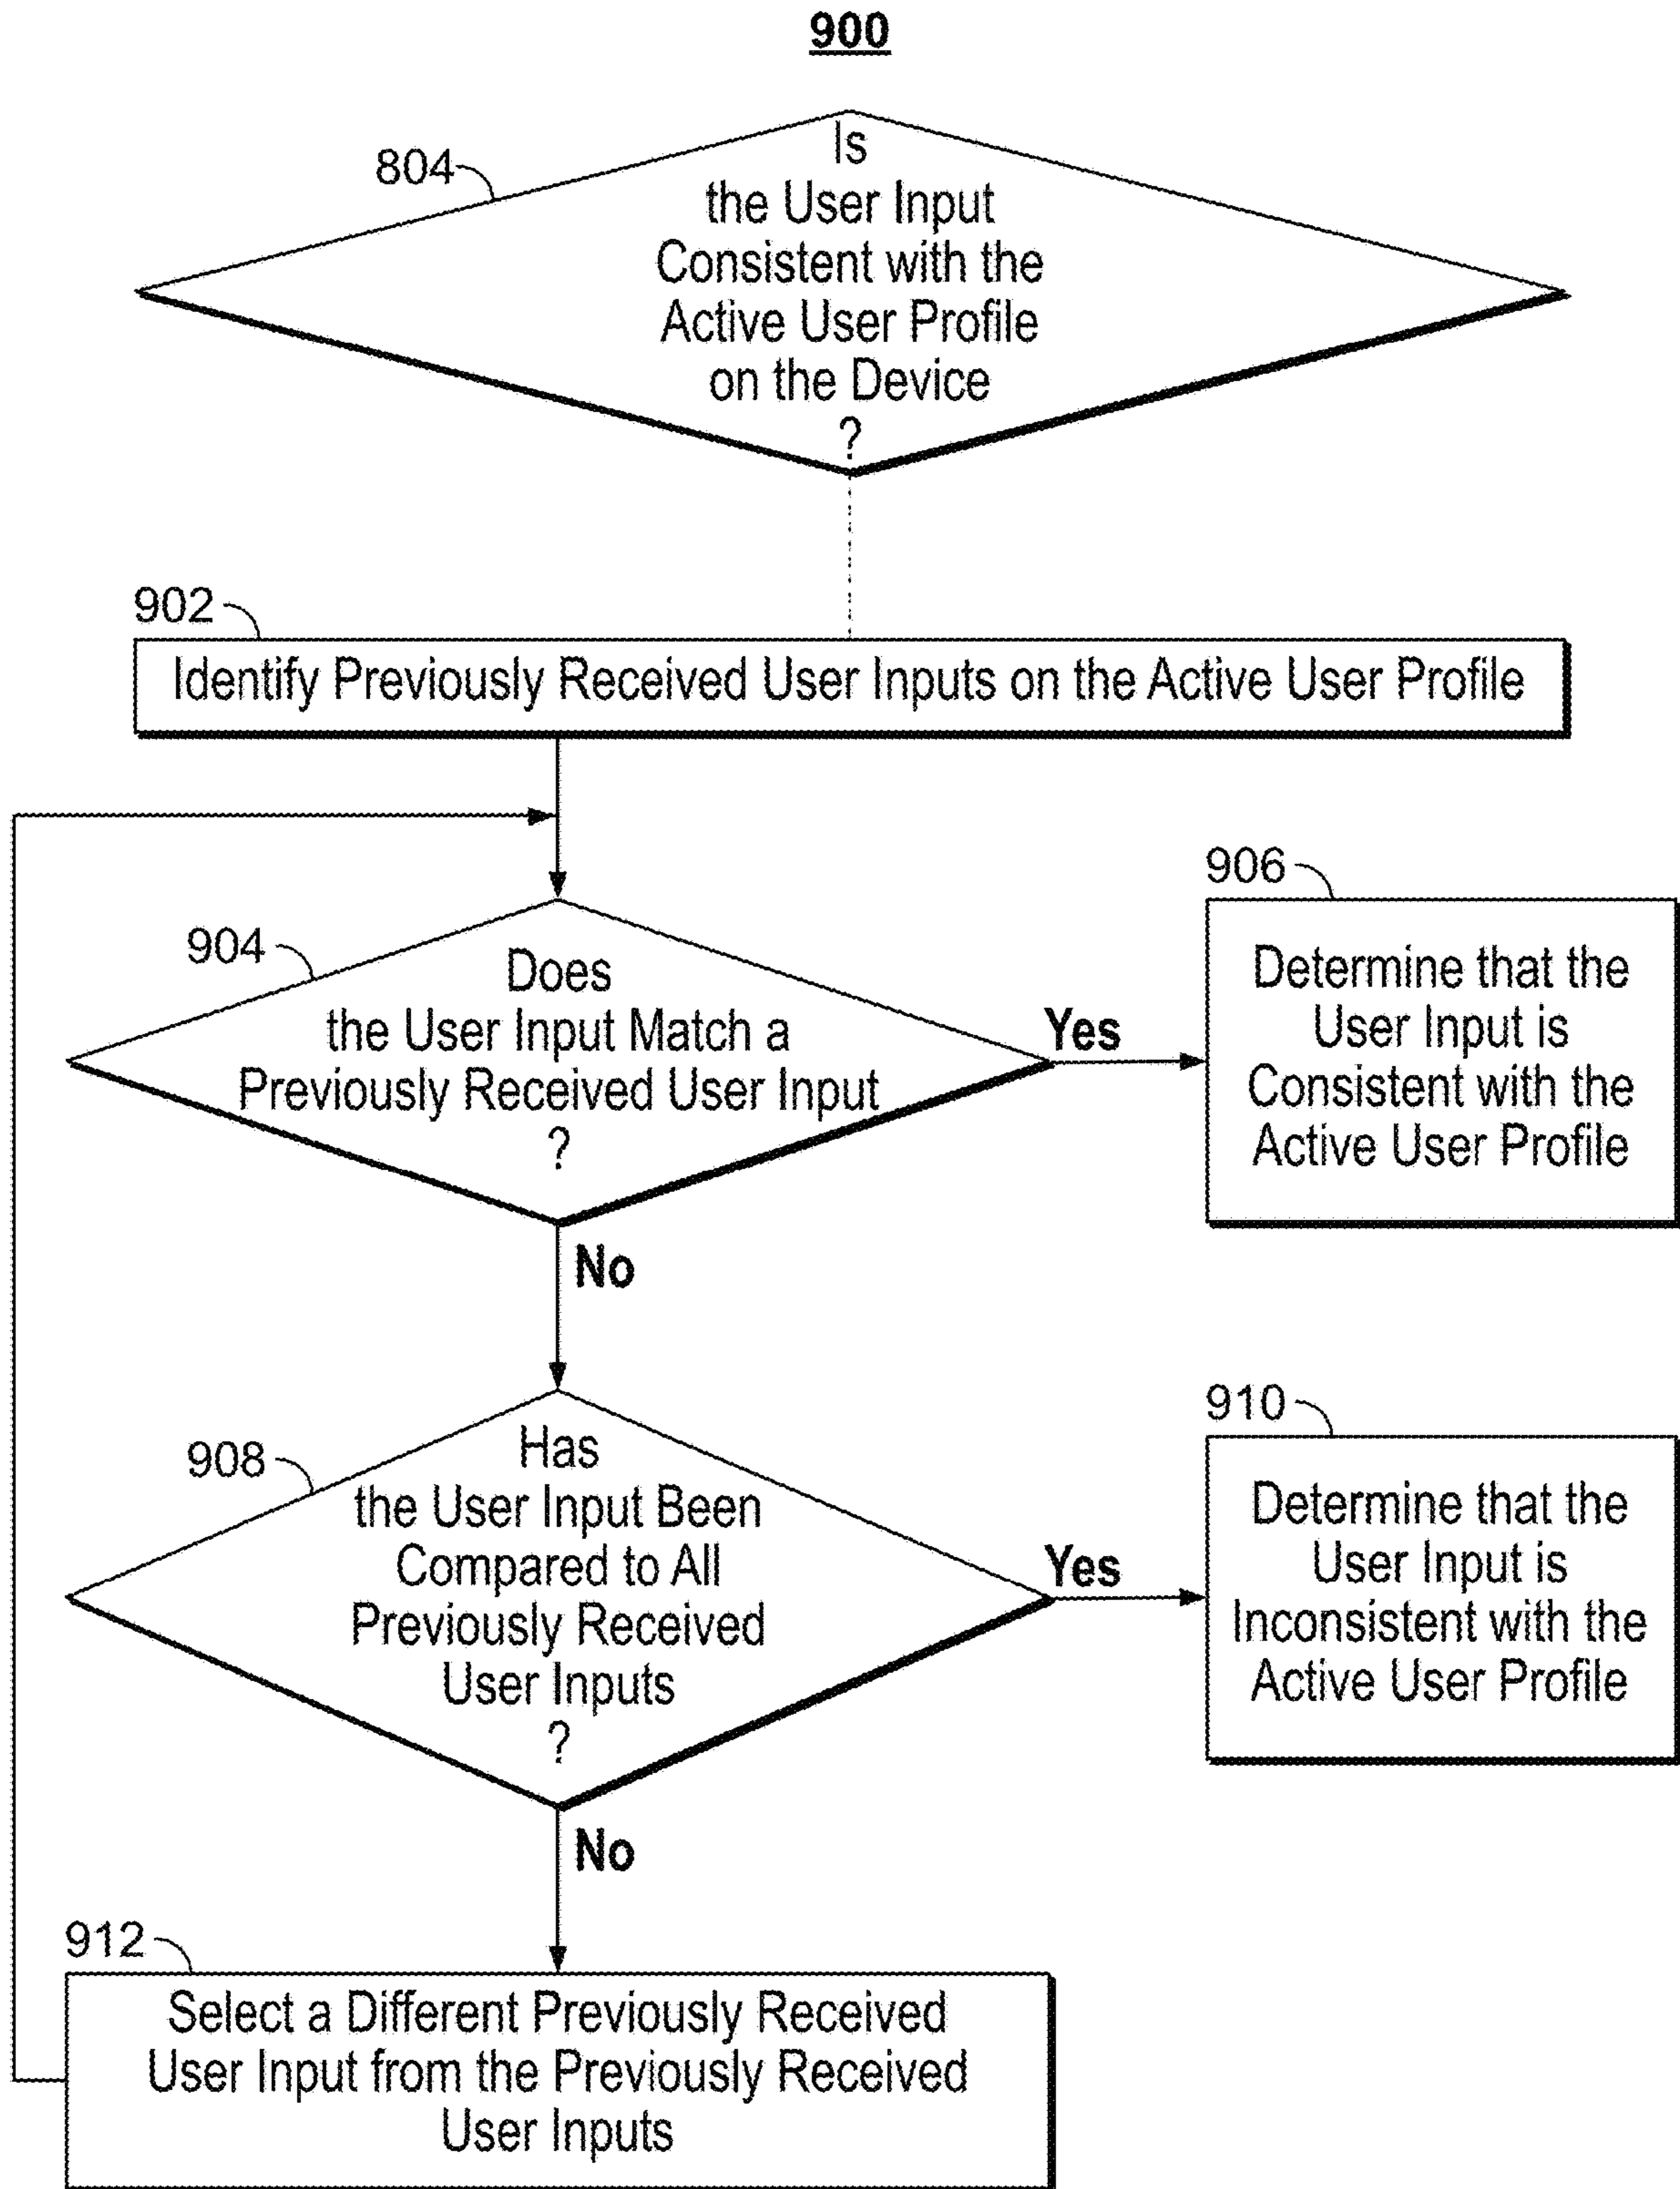 900
804
Is
the User Input
Consistent with the
Active User Profile
on the Device
?
902
Identify Previously Received User Inputs on the Active User Profile
904
Does
the User Input Match a
Previously Received User Input
?
Yes
906
Determine that the
User Input is
Consistent with the
Active User Profile
No
908
Has
the User Input Been
Compared to All
Previously Received
User Inputs
?
Yes
910
Determine that the
User Input is
Inconsistent with the
Active User Profile
No
912
Select a Different Previously Received
User Input from the Previously Received
User Inputs